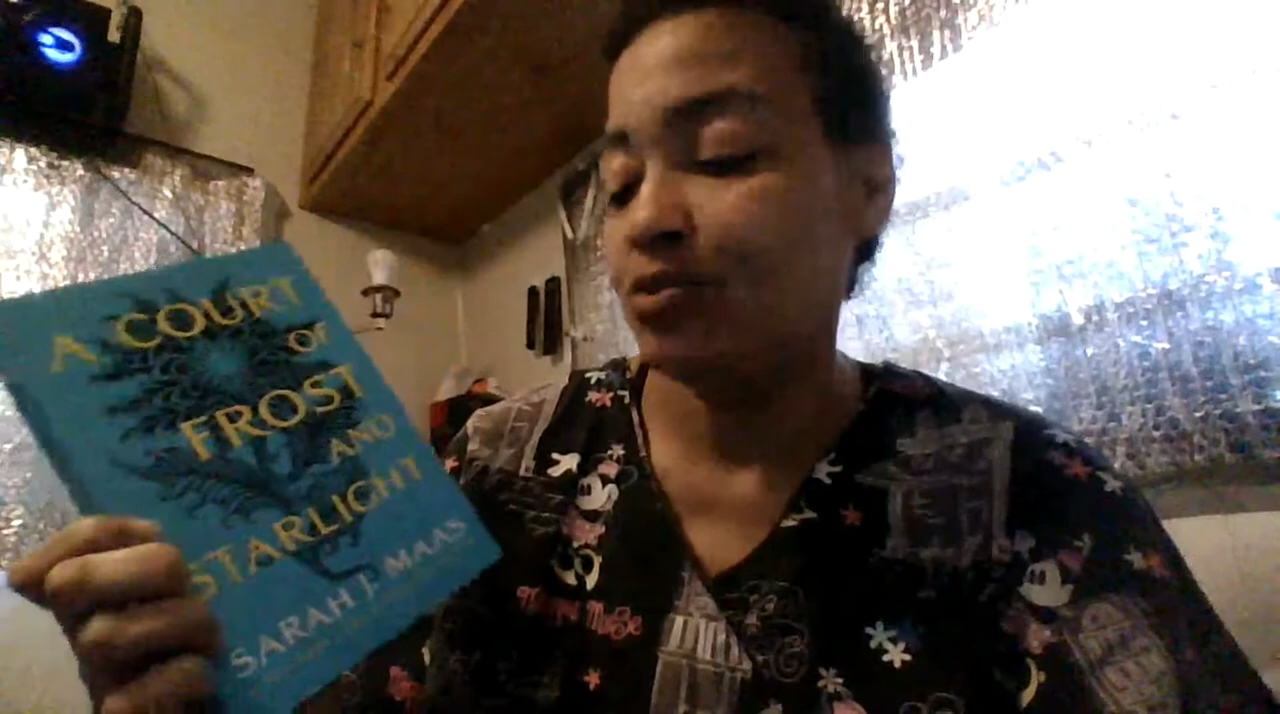 A COURT
OF
FROST
AND
STARLIGHT
SARAH J. MAAS